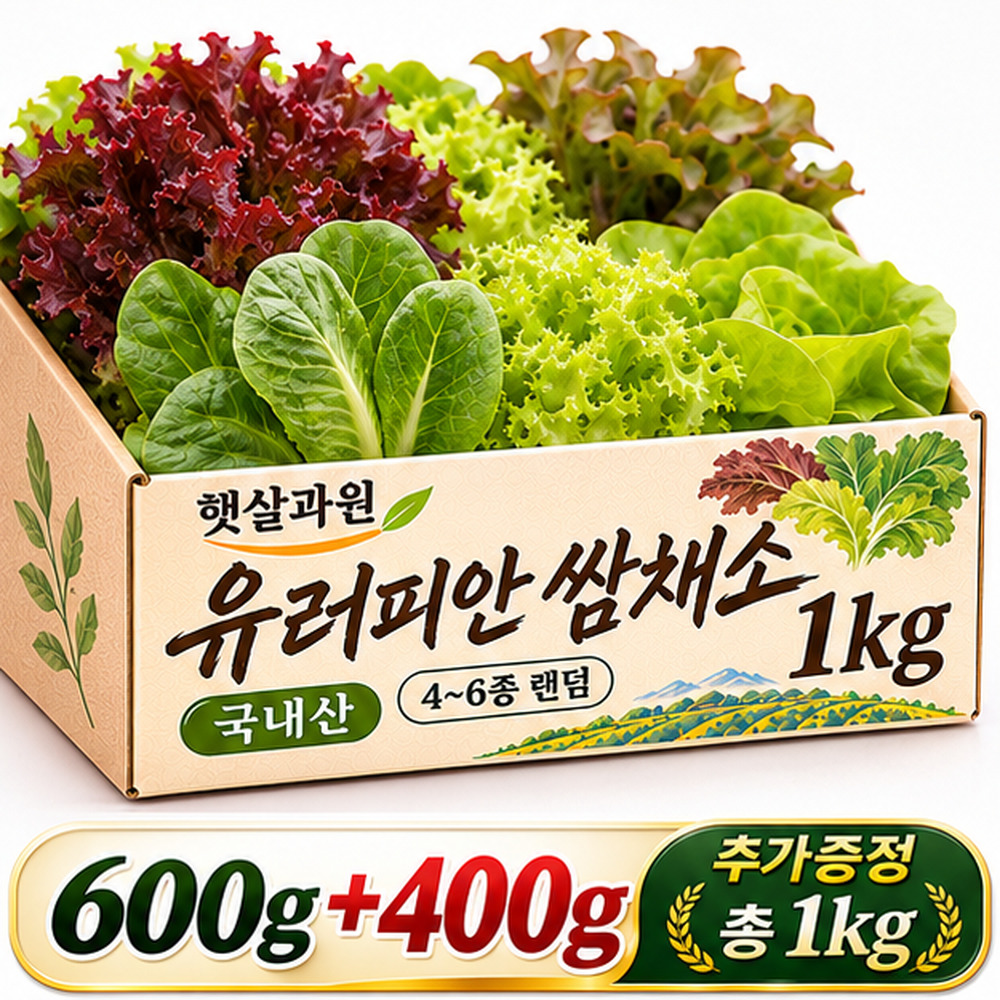 햇살과원
유러피안 쌈채소
1kg
국내산
4~6종 랜덤
600g+400g
추가증정
총 1kg